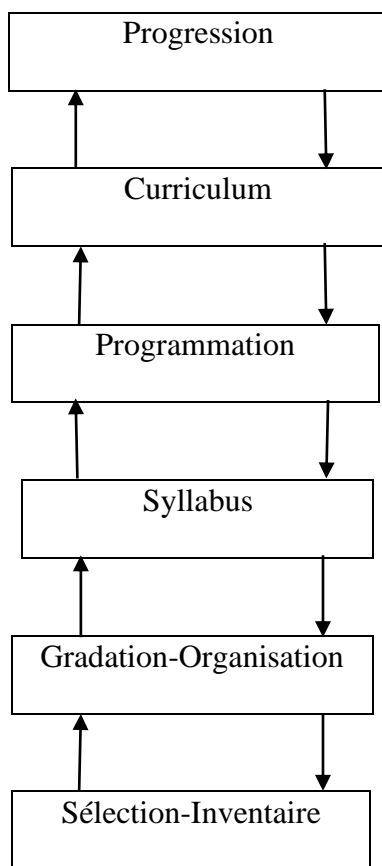 Progression
Curriculum
Programmation
Syllabus
Gradation-Organisation
Sélection-Inventaire